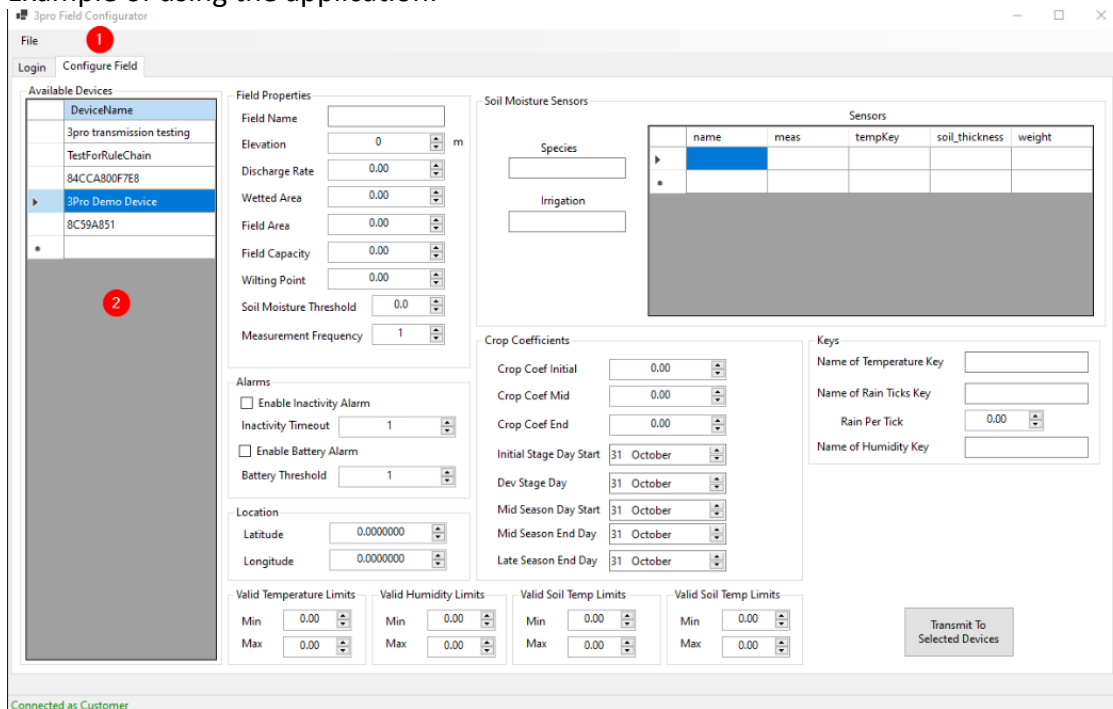 Example of using the application.
3pro Field Configurator
File
1
Login Configure Field
Available Devices
DeviceName
3pro transmission testing
TestForRuleChain
84CCA800F7E8
3Pro Demo Device
8C59A851
2
Field Properties
Field Name
Elevation 0 m
Discharge Rate 0.00
Wetted Area 0.00
Field Area 0.00
Field Capacity 0.00
Wilting Point 0.00
Soil Moisture Threshold 0.0
Measurement Frequency 1
Alarms
Enable Inactivity Alarm
Inactivity Timeout 1
Enable Battery Alarm
Battery Threshold 1
Location
Latitude 0.0000000
Longitude 0.0000000
Soil Moisture Sensors
Species
Irrigation
Sensors
name meas tempKey soil_thickness weight
Crop Coefficients
Crop Coef Initial 0.00
Crop Coef Mid 0.00
Crop Coef End 0.00
Initial Stage Day Start 31 October
Dev Stage Day 31 October
Mid Season Day Start 31 October
Mid Season End Day 31 October
Late Season End Day 31 October
Keys
Name of Temperature Key
Name of Rain Ticks Key
Rain Per Tick 0.00
Name of Humidity Key
Valid Temperature Limits
Min 0.00
Max 0.00
Valid Humidity Limits
Min 0.00
Max 0.00
Valid Soil Temp Limits
Min 0.00
Max 0.00
Valid Soil Temp Limits
Min 0.00
Max 0.00
Transmit To
Selected Devices
Connected as Customer